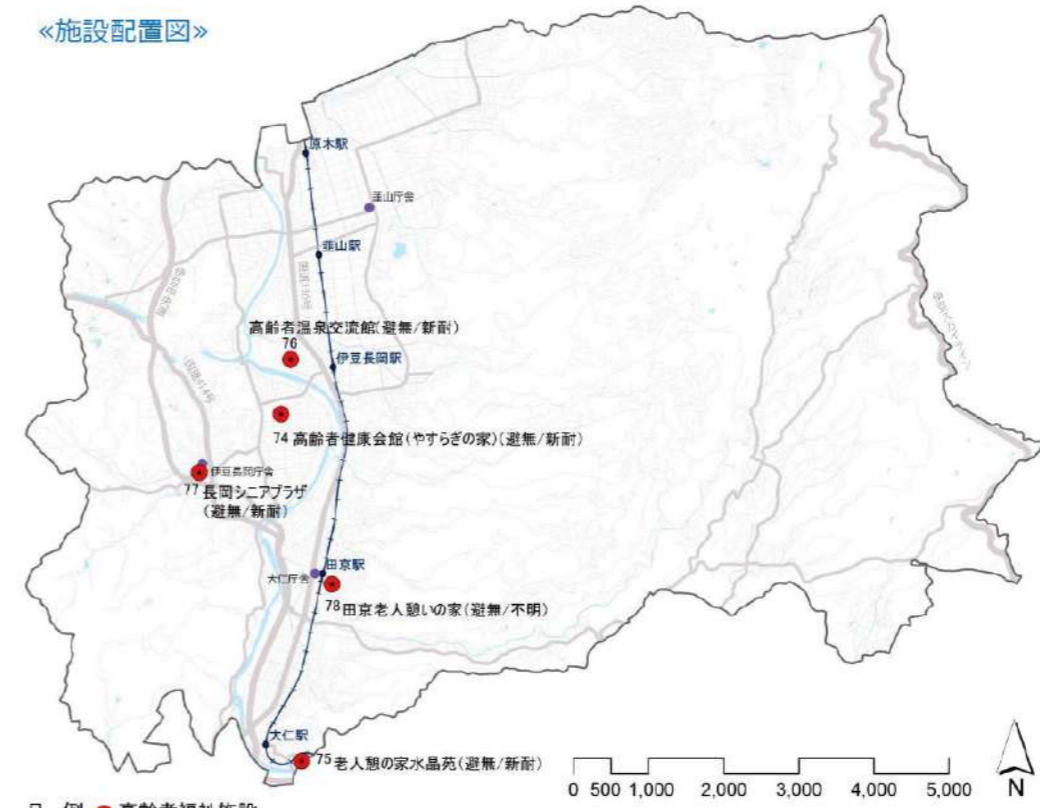 ≪施設配置図≫
原木駅
韮山庁舎
韮山駅
高齢者温泉交流館(避無/新耐)
76
伊豆長岡駅
国道414号
74 高齢者健康会館(やすらぎの家)(避無/新耐)
伊豆長岡庁舎
77 長岡シニアプラザ
(避無/新耐)
大仁庁舎
田京駅
78 田京老人憩いの家(避無/不明)
大仁駅
75 老人憩の家水晶苑(避無/新耐)
0 500 1,000 2,000 3,000 4,000 5,000
N
高齢者福祉施設